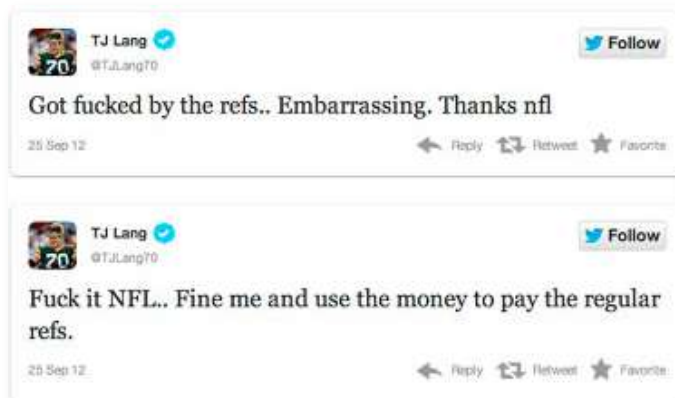 TJ Lang
Follow
@TJLang70
20
Got fucked by the refs.. Embarrassing. Thanks nfl
25 Sep 12
Reply Retweet Favorite
TJ Lang
Follow
@TJLang70
20
Fuck it NFL.. Fine me and use the money to pay the regular
refs.
25 Sep 12
Reply Retweet Favorite